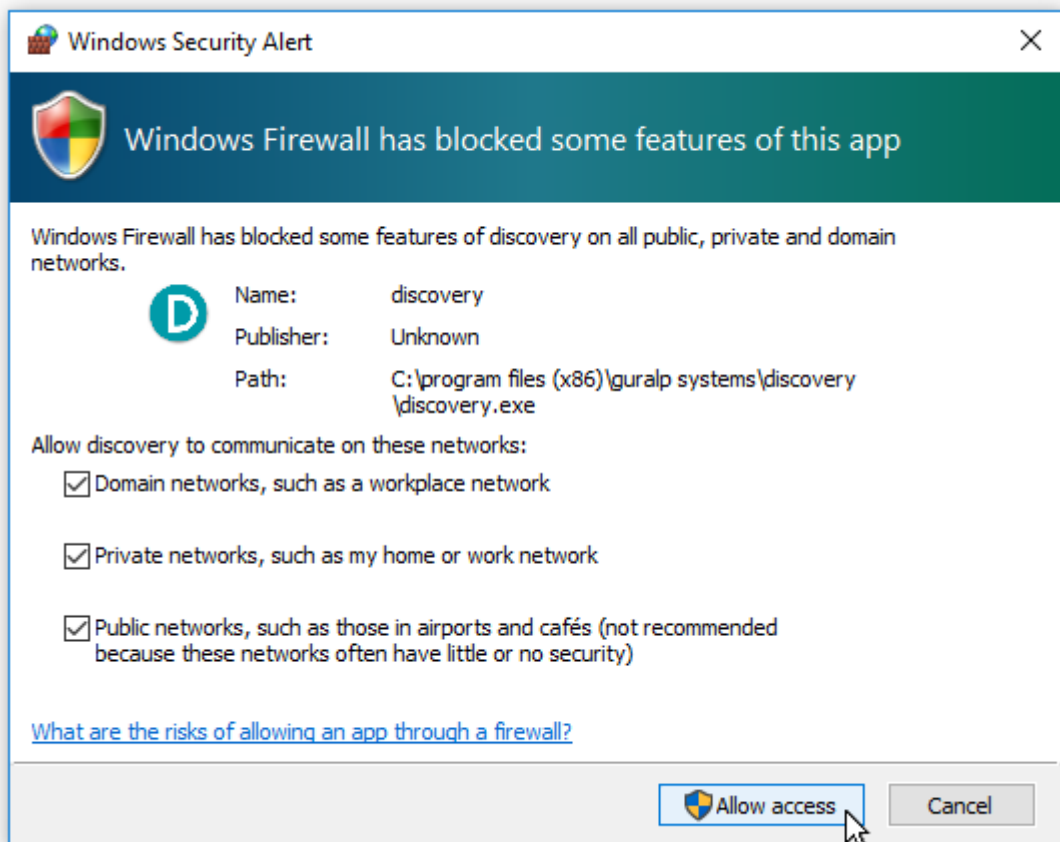 Windows Security Alert
Windows Firewall has blocked some features of this app
Windows Firewall has blocked some features of discovery on all public, private and domain
networks.
D
Name: discovery
Publisher: Unknown
Path: C:\program files (x86)\guralp systems\discovery
\discovery.exe
Allow discovery to communicate on these networks:
Domain networks, such as a workplace network
Private networks, such as my home or work network
Public networks, such as those in airports and cafés (not recommended
because these networks often have little or no security)
What are the risks of allowing an app through a firewall?
Allow access
Cancel